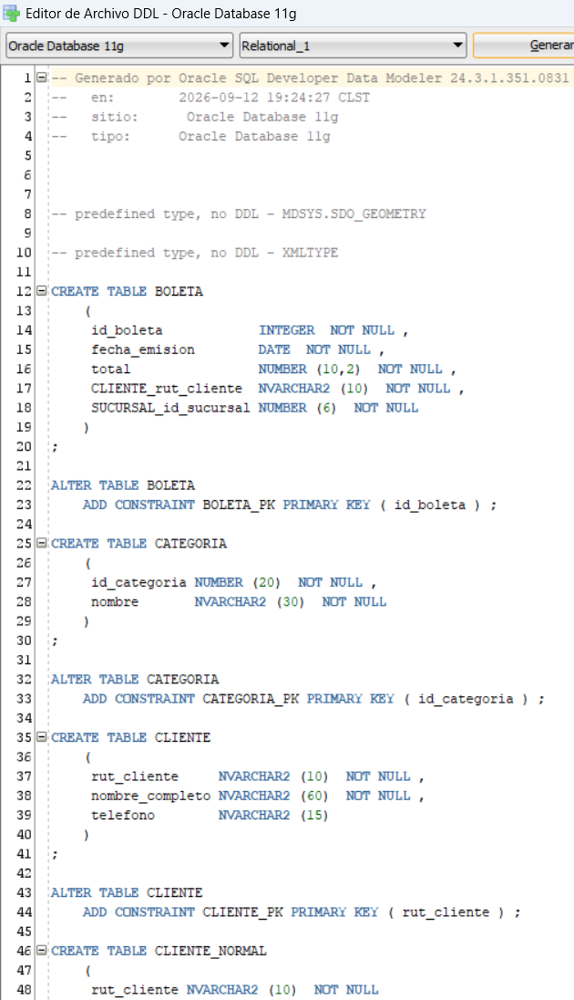 Editor de Archivo DDL - Oracle Database 11g
Oracle Database 11g Relational_1 Generar
1 -- Generado por Oracle SQL Developer Data Modeler 24.3.1.351.0831
2 --   en:        2026-09-12 19:24:27 CLST
3 --   sitio:      Oracle Database 11g
4 --   tipo:      Oracle Database 11g
5
6
7
8 -- predefined type, no DDL - MDSYS.SDO_GEOMETRY
9
10 -- predefined type, no DDL - XMLTYPE
11
12 CREATE TABLE BOLETA
13     (
14      id_boleta            INTEGER  NOT NULL ,
15      fecha_emision        DATE  NOT NULL ,
16      total                NUMBER (10,2)  NOT NULL ,
17      CLIENTE_rut_cliente  NVARCHAR2 (10)  NOT NULL ,
18      SUCURSAL_id_sucursal NUMBER (6)  NOT NULL
19     )
20 ;
21
22 ALTER TABLE BOLETA
23     ADD CONSTRAINT BOLETA_PK PRIMARY KEY ( id_boleta ) ;
24
25 CREATE TABLE CATEGORIA
26     (
27      id_categoria NUMBER (20)  NOT NULL ,
28      nombre       NVARCHAR2 (30)  NOT NULL
29     )
30 ;
31
32 ALTER TABLE CATEGORIA
33     ADD CONSTRAINT CATEGORIA_PK PRIMARY KEY ( id_categoria ) ;
34
35 CREATE TABLE CLIENTE
36     (
37      rut_cliente     NVARCHAR2 (10)  NOT NULL ,
38      nombre_completo NVARCHAR2 (60)  NOT NULL ,
39      telefono        NVARCHAR2 (15)
40     )
41 ;
42
43 ALTER TABLE CLIENTE
44     ADD CONSTRAINT CLIENTE_PK PRIMARY KEY ( rut_cliente ) ;
45
46 CREATE TABLE CLIENTE_NORMAL
47     (
48      rut_cliente NVARCHAR2 (10)  NOT NULL